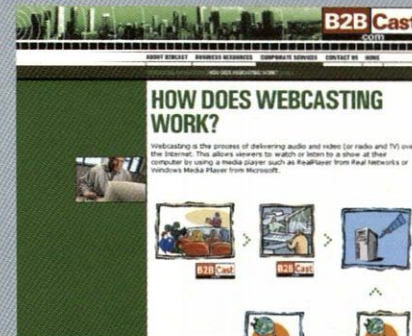 B2B Cast
.com
ABOUT B2BCAST BUSINESS RESOURCES CORPORATE SERVICES CONTACT US HOME
HOW DOES WEBCASTING WORK?
HOW DOES WEBCASTING
WORK?
Webcasting is the process of delivering audio and video (or radio and TV) ove
the Internet. This allows viewers to watch or listen to a show at their
computer by using a media player such as RealPlayer from Real Networks or
Windows Media Player from Microsoft.
B2B Cast B2B Cast